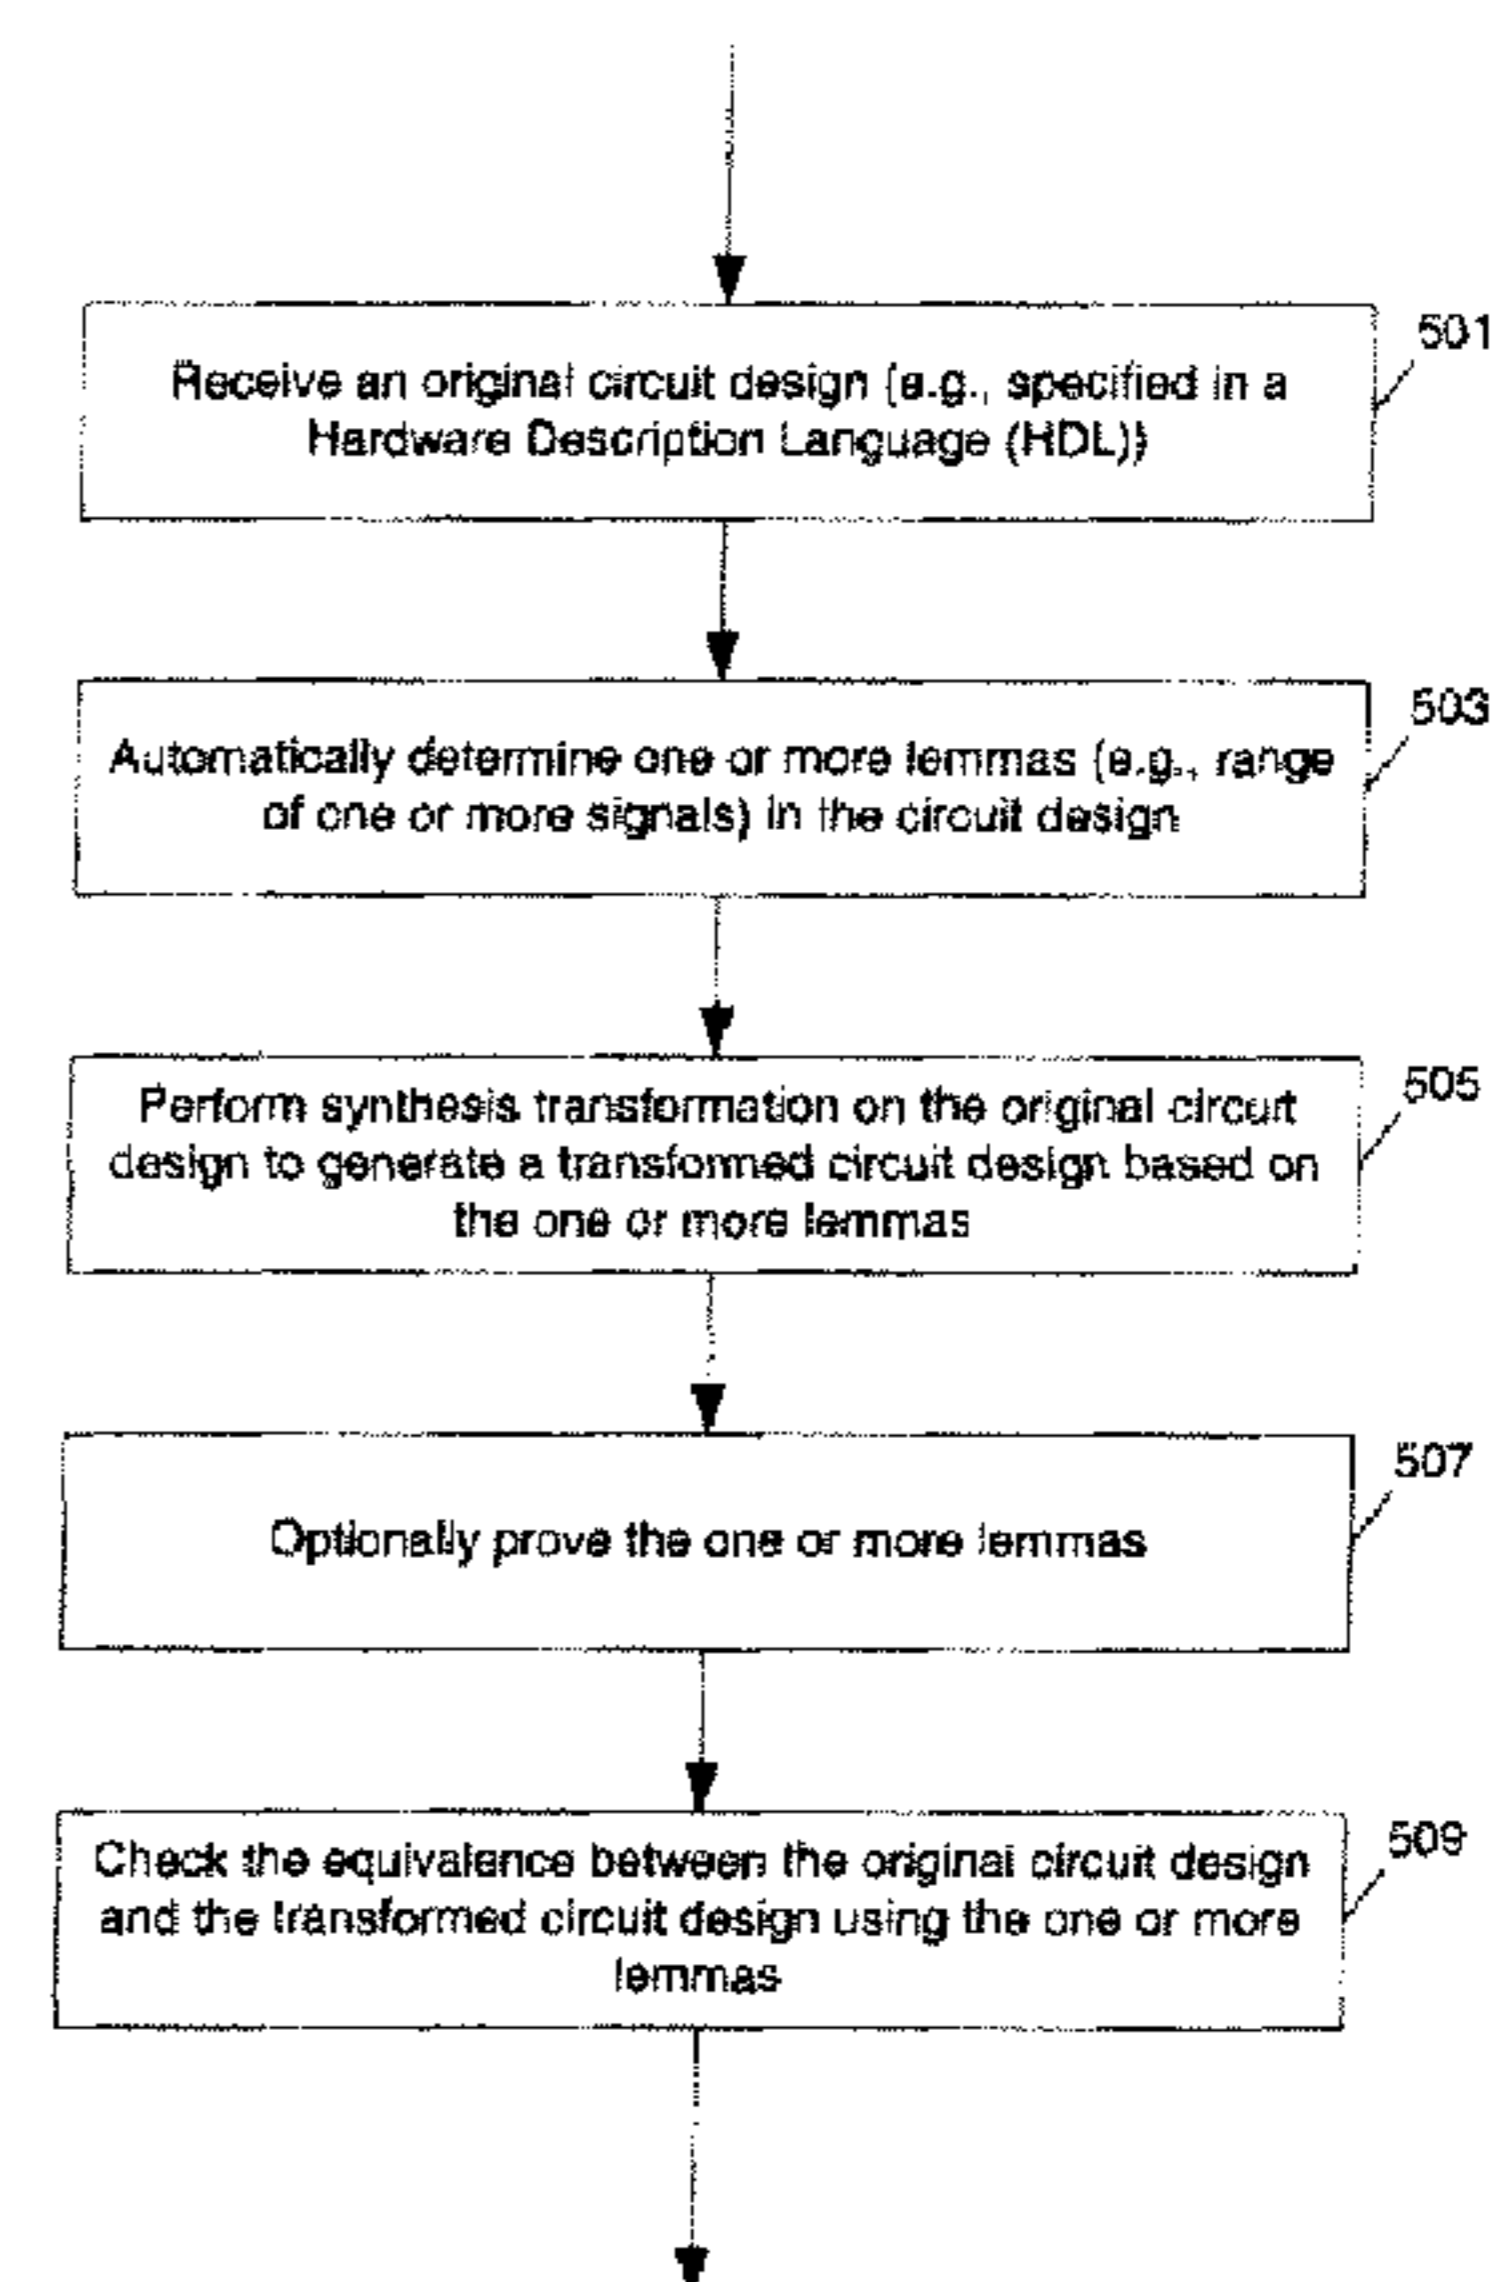 501
Receive an original circuit design (e.g., specified in a
Hardware Description Language (HDL))
503
Automatically determine one or more lemmas (e.g., range
of one or more signals) in the circuit design
505
Perform synthesis transformation on the original circuit
design to generate a transformed circuit design based on
the one or more lemmas
507
Optionally prove the one or more lemmas
509
Check the equivalence between the original circuit design
and the transformed circuit design using the one or more
lemmas